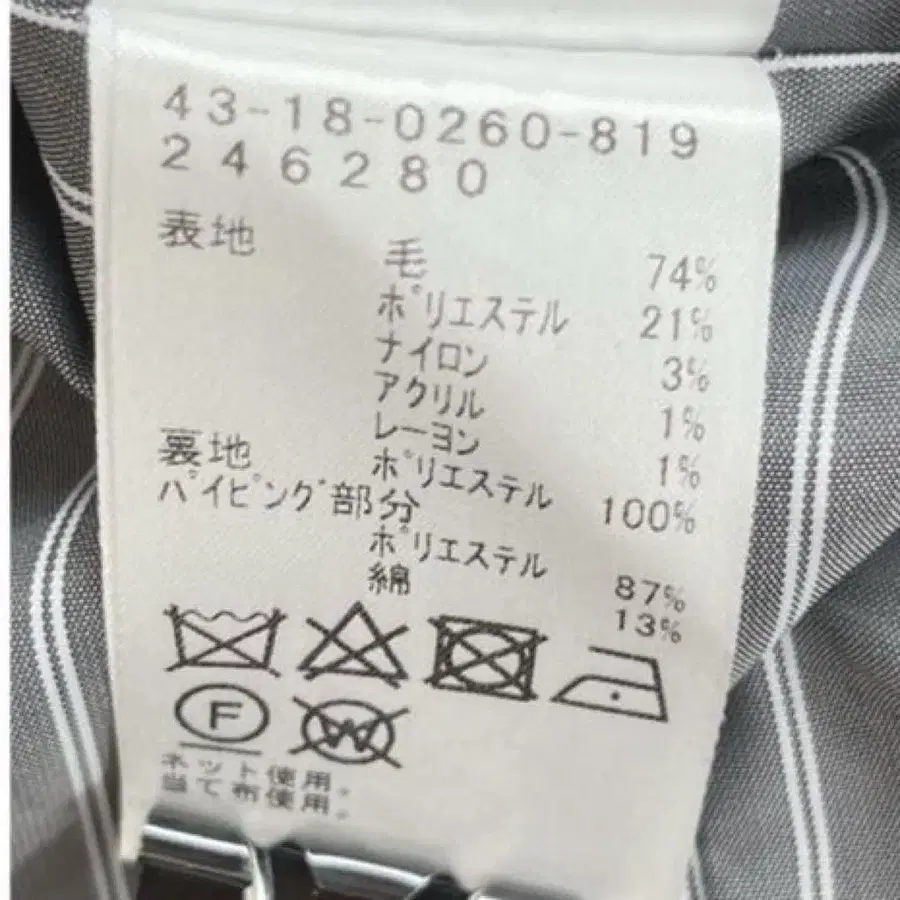 43-18-0260-819
246280
表地 毛 74%
ポリエステル 21%
ナイロン 3%
アクリル 1%
レーヨン 1%
裏地 ポリエステル 100%
パイピング部分
ポリエステル 87%
綿 13%
F W
ネット使用。
当て布使用。